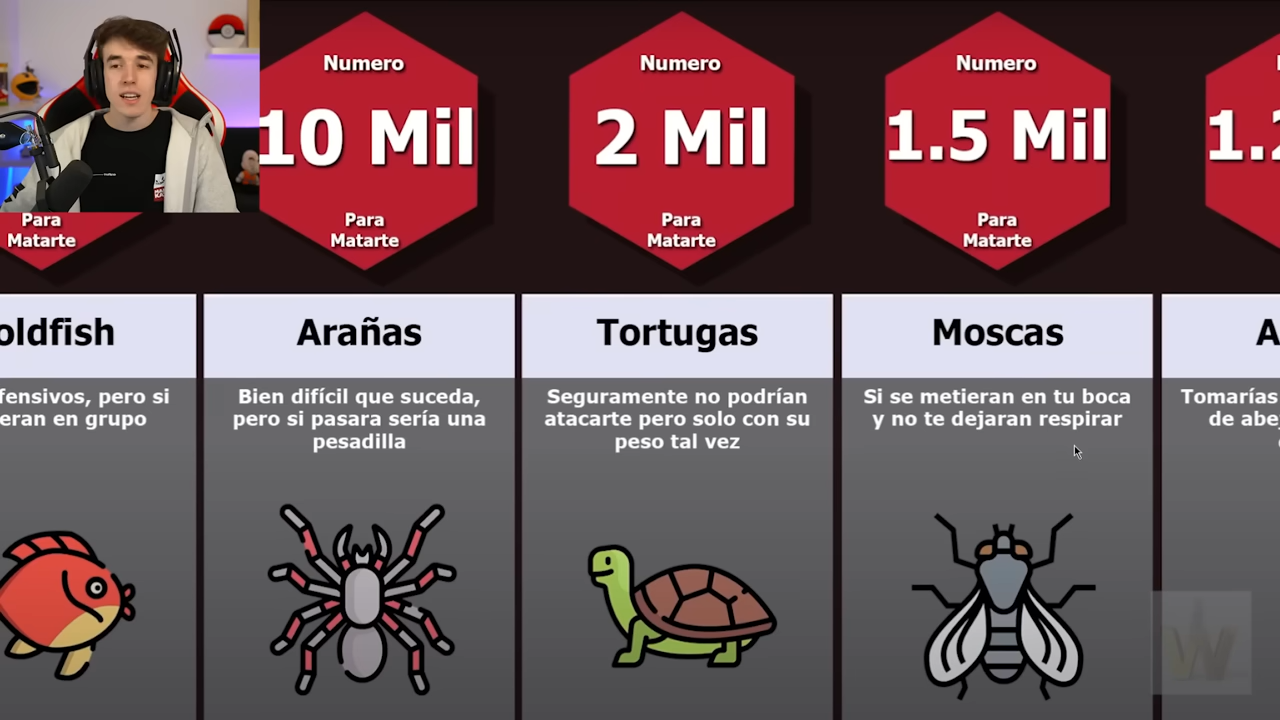 Numero
10 Mil
Para
Matarte
Numero
2 Mil
Para
Matarte
Numero
1.5 Mil
Para
Matarte
1.2
Para
Matarte
oldfish
fensivos, pero si
eran en grupo
Arañas
Bien difícil que suceda,
pero si pasara sería una
pesadilla
Tortugas
Seguramente no podrían
atacarte pero solo con su
peso tal vez
Moscas
Si se metieran en tu boca
y no te dejaran respirar
A
Tomarías
de abe
W